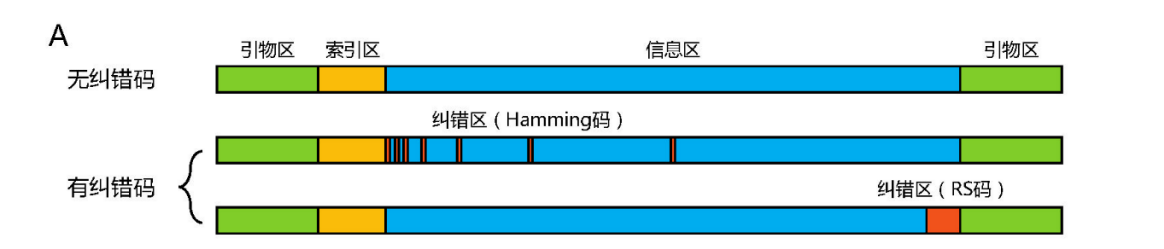 A
引物区 索引区 信息区 引物区
无纠错码
纠错区（Hamming码）
有纠错码
纠错区（RS码）